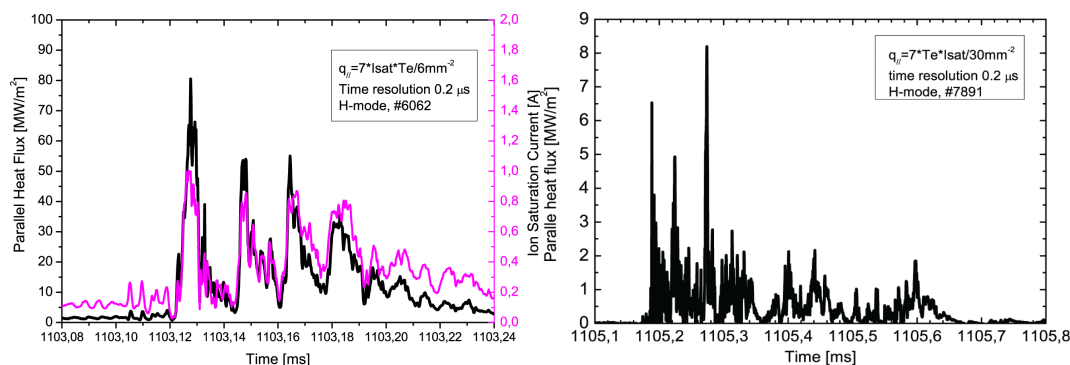 100
90
80
70
60
50
40
30
20
10
0
Parallel Heat Flux [MW/m²]
q//=7*Isat*Te/6mm⁻²
Time resolution 0.2 µs
H-mode, #6062
2,0
1,8
1,6
1,4
1,2
1,0
0,8
0,6
0,4
0,2
0,0
Ion Saturation Current [A]
1103,08 1103,10 1103,12 1103,14 1103,16 1103,18 1103,20 1103,22 1103,24
Time [ms]
9
8
7
6
5
4
3
2
1
0
Paralle heat flux [MW/m²]
q//=7*Te*Isat/30mm⁻²
time resolution 0.2 µs
H-mode, #7891
1105,1 1105,2 1105,3 1105,4 1105,5 1105,6 1105,7 1105,8
Time [ms]